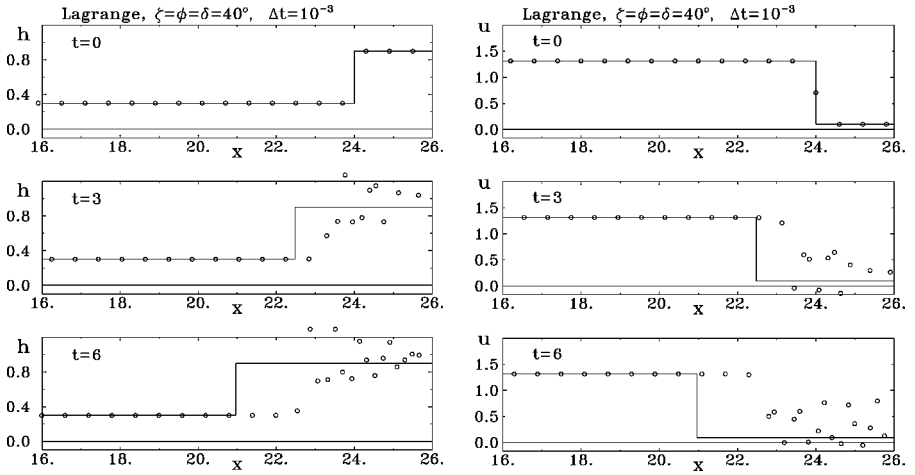 Lagrange, ζ=ϕ=δ=40°, Δt=10⁻³
h
t=0
0.8
0.4
0.0
16. 18. 20. 22. 24. 26.
x
h
t=3
0.8
0.4
0.0
16. 18. 20. 22. 24. 26.
x
h
t=6
0.8
0.4
0.0
16. 18. 20. 22. 24. 26.
x
Lagrange, ζ=ϕ=δ=40°, Δt=10⁻³
u
t=0
1.5
1.0
0.5
0.0
16. 18. 20. 22. 24. 26.
x
u
t=3
1.5
1.0
0.5
0.0
16. 18. 20. 22. 24. 26.
x
u
t=6
1.5
1.0
0.5
0.0
16. 18. 20. 22. 24. 26.
x